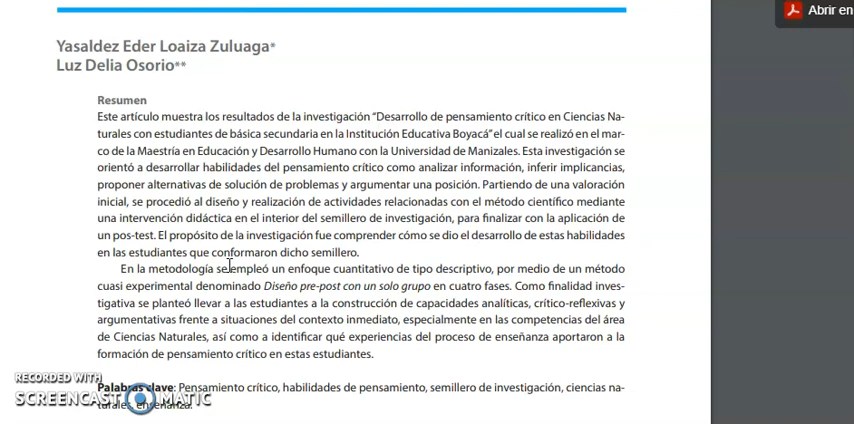 Abrir en
Yasaldez Eder Loaiza Zuluaga*
Luz Delia Osorio**
Resumen
Este artículo muestra los resultados de la investigación “Desarrollo de pensamiento crítico en Ciencias Na-
turales con estudiantes de básica secundaria en la Institución Educativa Boyacá” el cual se realizó en el mar-
co de la Maestría en Educación y Desarrollo Humano con la Universidad de Manizales. Esta investigación se
orientó a desarrollar habilidades del pensamiento crítico como analizar información, inferir implicancias,
proponer alternativas de solución de problemas y argumentar una posición. Partiendo de una valoración
inicial, se procedió al diseño y realización de actividades relacionadas con el método científico mediante
una intervención didáctica en el interior del semillero de investigación, para finalizar con la aplicación de
un pos-test. El propósito de la investigación fue comprender cómo se dio el desarrollo de estas habilidades
en las estudiantes que conformaron dicho semillero.
En la metodología se empleó un enfoque cuantitativo de tipo descriptivo, por medio de un método
cuasi experimental denominado Diseño pre-post con un solo grupo en cuatro fases. Como finalidad inves-
tigativa se planteó llevar a las estudiantes a la construcción de capacidades analíticas, crítico-reflexivas y
argumentativas frente a situaciones del contexto inmediato, especialmente en las competencias del área
de Ciencias Naturales, así como a identificar qué experiencias del proceso de enseñanza aportaron a la
formación de pensamiento crítico en estas estudiantes.
Palabras clave: Pensamiento crítico, habilidades de pensamiento, semillero de investigación, ciencias na-
turales, enseñanza.
RECORDED WITH
SCREENCAST MATIC